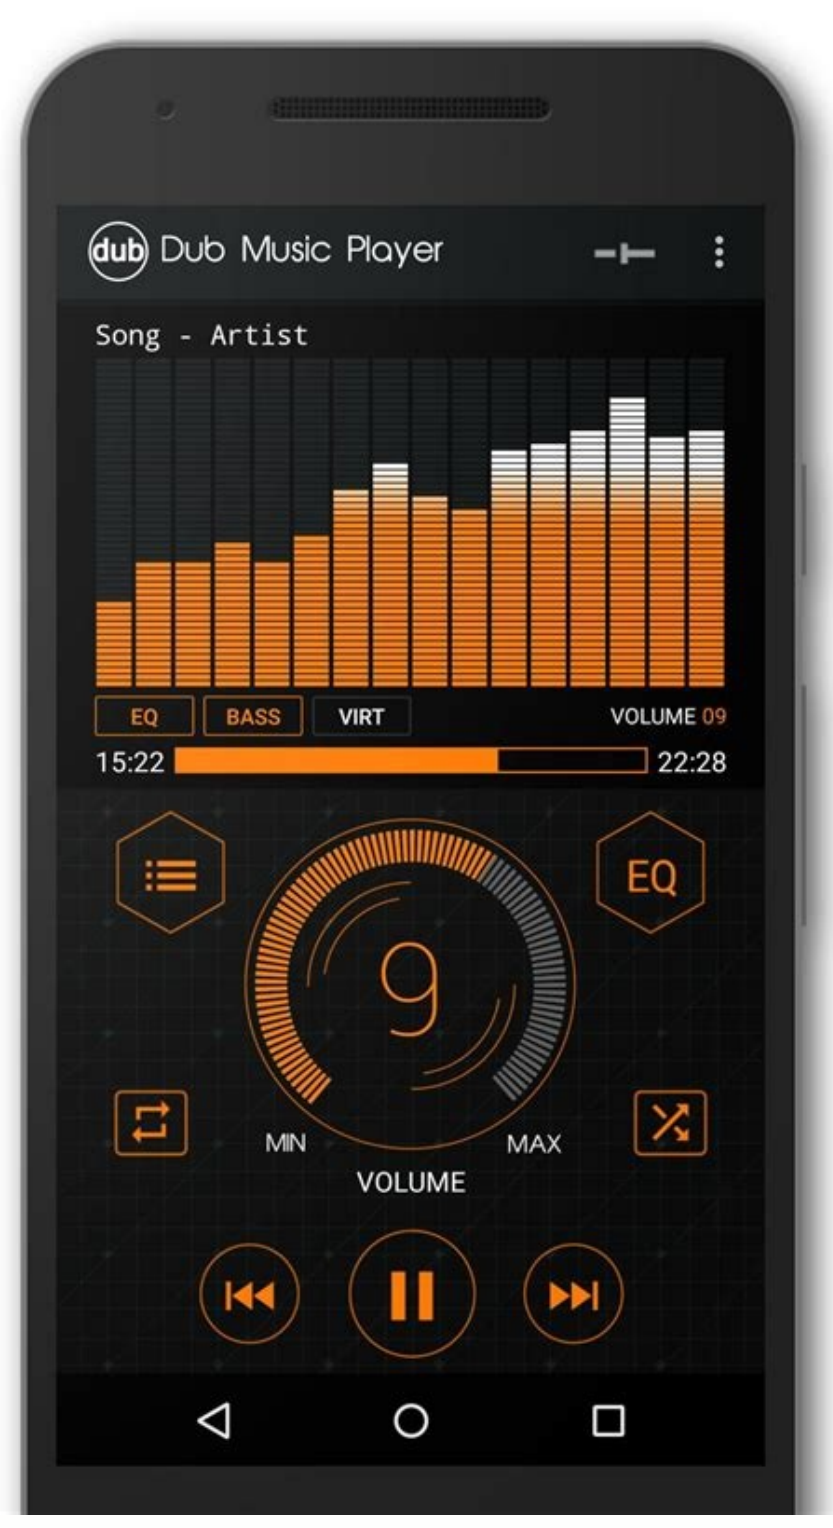 dub Dub Music Player
Song - Artist
EQ BASS VIRT VOLUME 09
15:22 22:28
EQ
9
MIN MAX
VOLUME